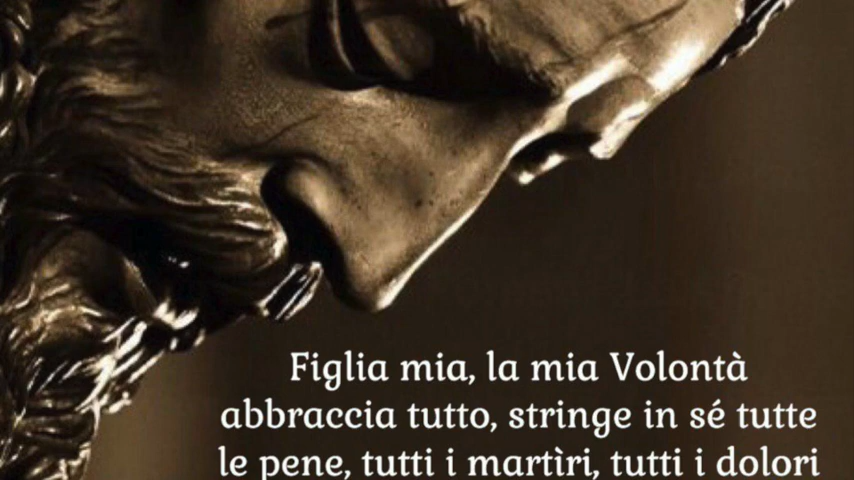 Figlia mia, la mia Volontà
abbraccia tutto, stringe in sé tutte
le pene, tutti i martìri, tutti i dolori